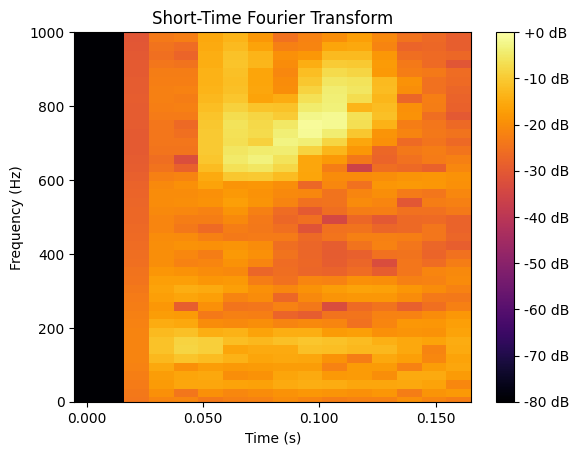 Short-Time Fourier Transform
1000
800
600
400
200
0
Frequency (Hz)
0.000
0.050
0.100
0.150
Time (s)
+0 dB
-10 dB
-20 dB
-30 dB
-40 dB
-50 dB
-60 dB
-70 dB
-80 dB